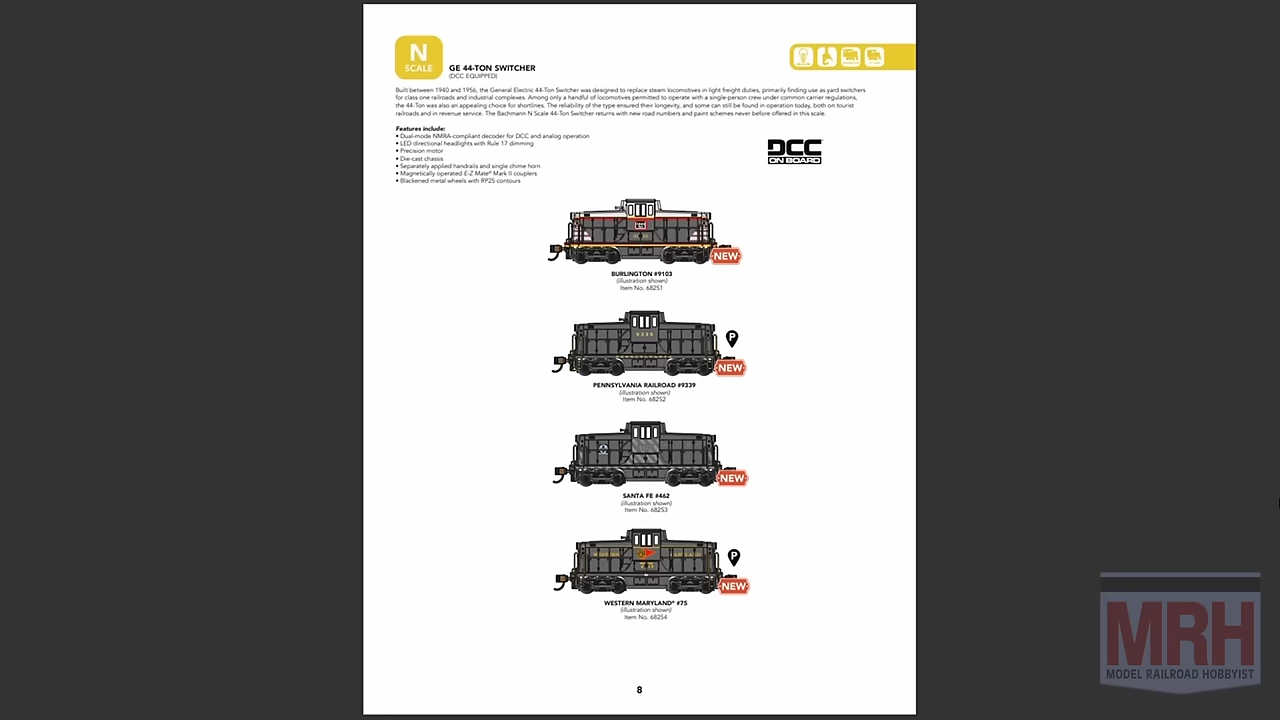 N
SCALE
GE 44-TON SWITCHER
(DCC EQUIPPED)
Built between 1940 and 1956, the General Electric 44-Ton Switcher was designed to replace steam locomotives in light freight duties, primarily finding use as yard switchers
for class one railroads and industrial complexes. Among only a handful of locomotives permitted to operate with a single-person crew under common carrier regulations,
the 44-Ton was also an appealing choice for shortlines. The reliability of the type ensured their longevity, and some can still be found in operation today, both on tourist
railroads and in revenue service. The Bachmann N Scale 44-Ton Switcher returns with new road numbers and paint schemes never before offered in this scale.
Features include:
• Dual-mode NMRA-compliant decoder for DCC and analog operation
• LED directional headlights with Rule 17 dimming
• Precision motor
• Die-cast chassis
• Separately applied handrails and single chime horn
• Magnetically operated E-Z Mate® Mark II couplers
• Blackened metal wheels with RP25 contours
DCC
ON BOARD
NEW
BURLINGTON #9103
(illustration shown)
Item No. 68251
9339
P
NEW
PENNSYLVANIA RAILROAD #9339
(illustration shown)
Item No. 68252
NEW
SANTA FE #462
(illustration shown)
Item No. 68253
P
NEW
WESTERN MARYLAND® #75
(illustration shown)
Item No. 68254
8
MRH
MODEL RAILROAD HOBBYIST